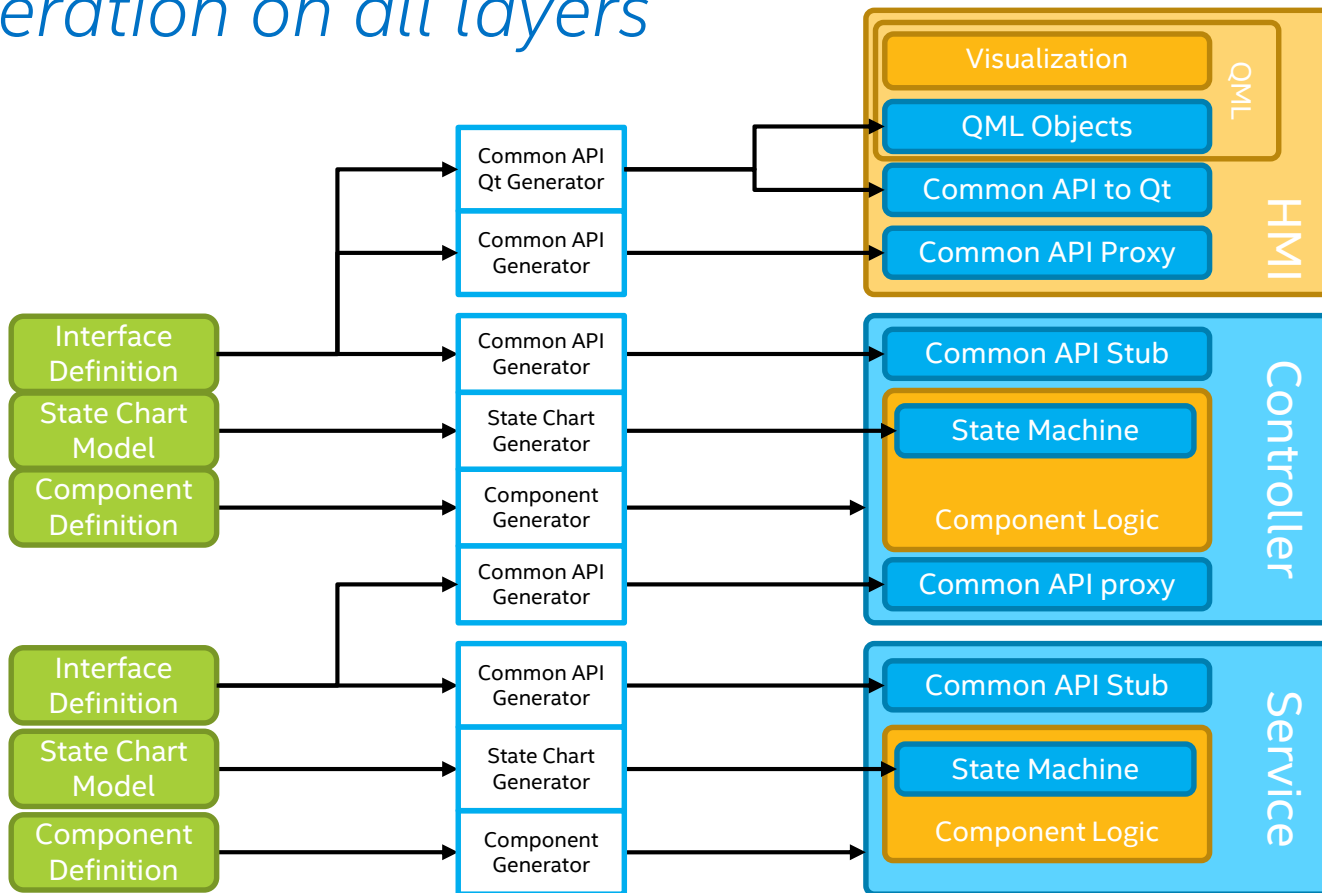 eration on all layers
Visualization
QML
QML Objects
Common API
Qt Generator
Common API to Qt
HMI
Common API
Generator
Common API Proxy
Interface
Definition
Common API
Generator
Common API Stub
Controller
State Chart
Model
State Chart
Generator
State Machine
Component
Definition
Component
Generator
Component Logic
Common API
Generator
Common API proxy
Interface
Definition
Common API
Generator
Common API Stub
Service
State Chart
Model
State Chart
Generator
State Machine
Component
Definition
Component
Generator
Component Logic